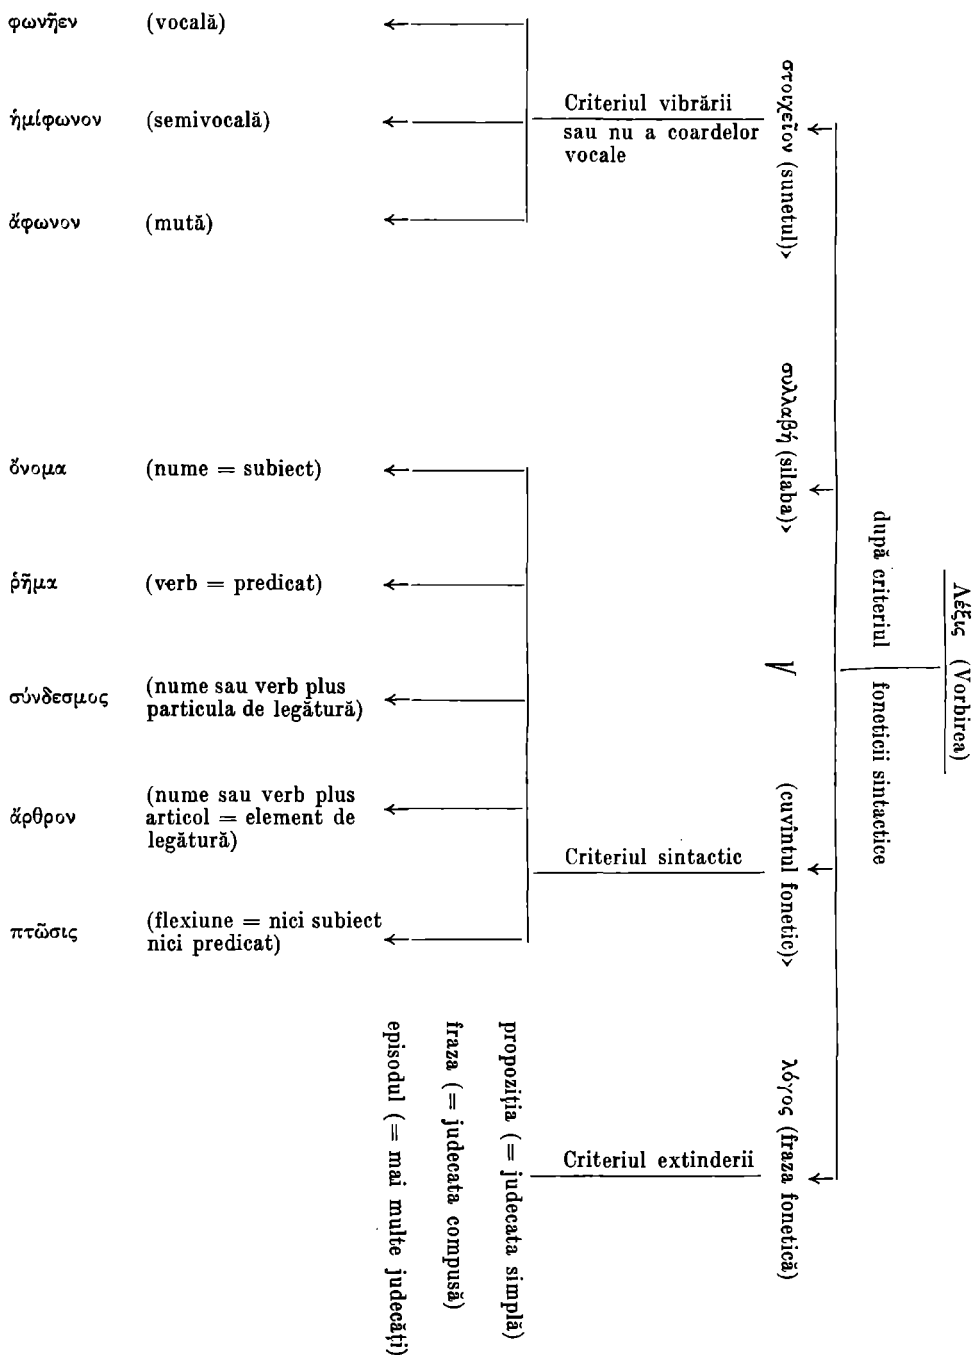 Λέξις (Vorbirea)
după criteriul foneticii sintactice
στοιχεῖον (sunetul)>
συλλαβή (silaba)>
(cuvîntul fonetic)>
λόγος (fraza fonetică)
Criteriul vibrării
sau nu a coardelor
vocale
φωνῆεν (vocală)
ἡμίφωνον (semivocală)
ἄφωνον (mută)
Criteriul sintactic
ὄνομα (nume = subiect)
ῥῆμα (verb = predicat)
σύνδεσμος (nume sau verb plus
particula de legătură)
ἄρθρον (nume sau verb plus
articol = element de
legătură)
πτῶσις (flexiune = nici subiect
nici predicat)
Criteriul extinderii
propoziția (= judecata simplă)
fraza (= judecata compusă)
episodul (= mai multe judecăți)